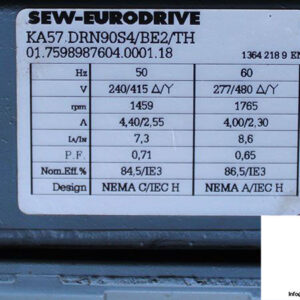 SEW-EURODRIVE
KA57 DRN90S4/BE2/TH
01.7598987604.0001.18
1364 218 9 EN
Hz 50 60
V 240/415 Δ/Y 277/480 Δ/Y
rpm 1459 1765
A 4,40/2,55 4,00/2,30
IA/IN 7,3 8,6
P.F. 0,71 0,65
Nom.Eff.% 84,5/IE3 86,5/IE3
Design NEMA C/IEC H NEMA A/IEC H